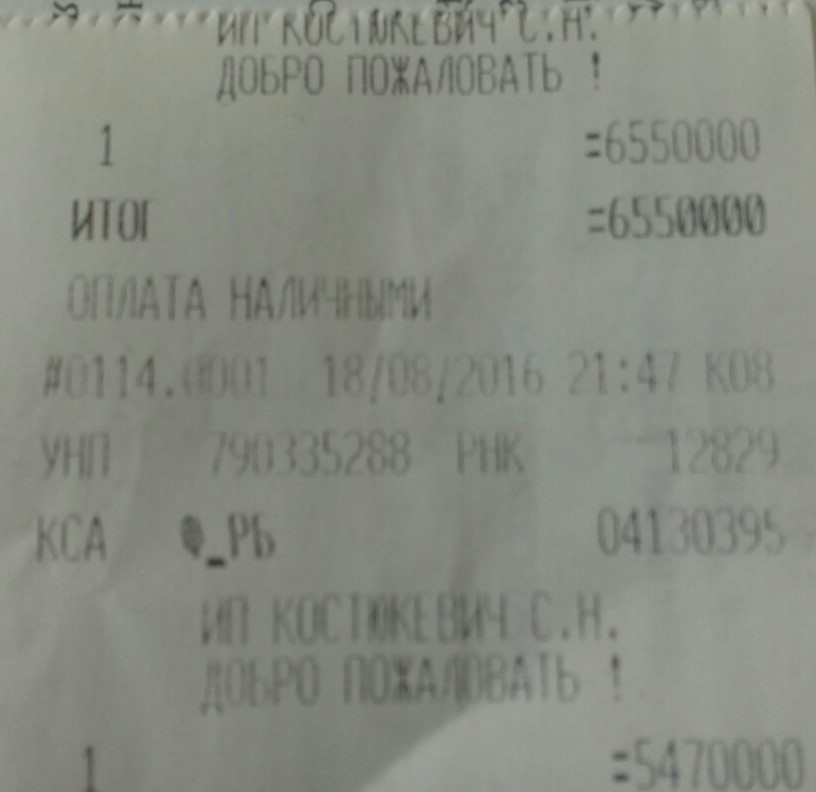 ИП КОСТЮКЕВИЧ С.Н.
ДОБРО ПОЖАЛОВАТЬ !
1 =6550000
ИТОГ =6550000
ОПЛАТА НАЛИЧНЫМИ
#0114.0001 18/08/2016 21:47 К08
УНП 790335288 РНК 12829
КСА _РБ 04130395
ИП КОСТЮКЕВИЧ С.Н.
ДОБРО ПОЖАЛОВАТЬ !
1 =5470000